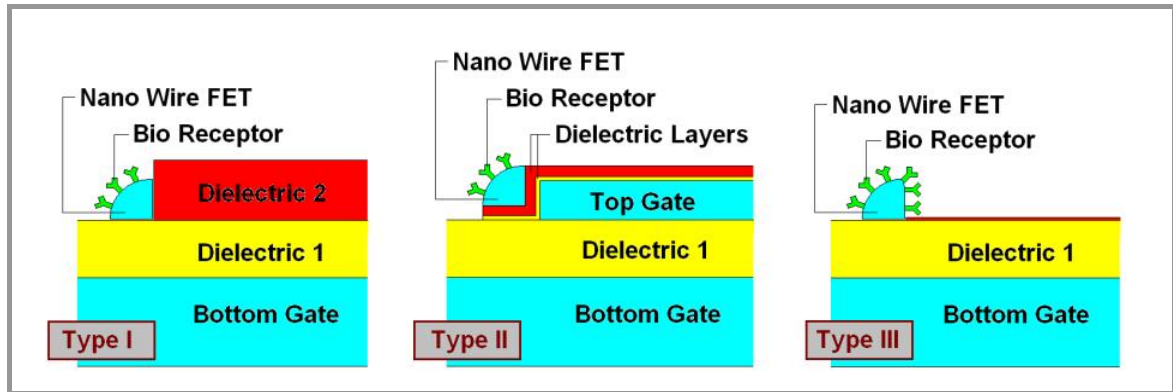 Nano Wire FET
Bio Receptor
Dielectric 2
Dielectric 1
Bottom Gate
Type I
Nano Wire FET
Bio Receptor
Dielectric Layers
Top Gate
Dielectric 1
Bottom Gate
Type II
Nano Wire FET
Bio Receptor
Dielectric 1
Bottom Gate
Type III